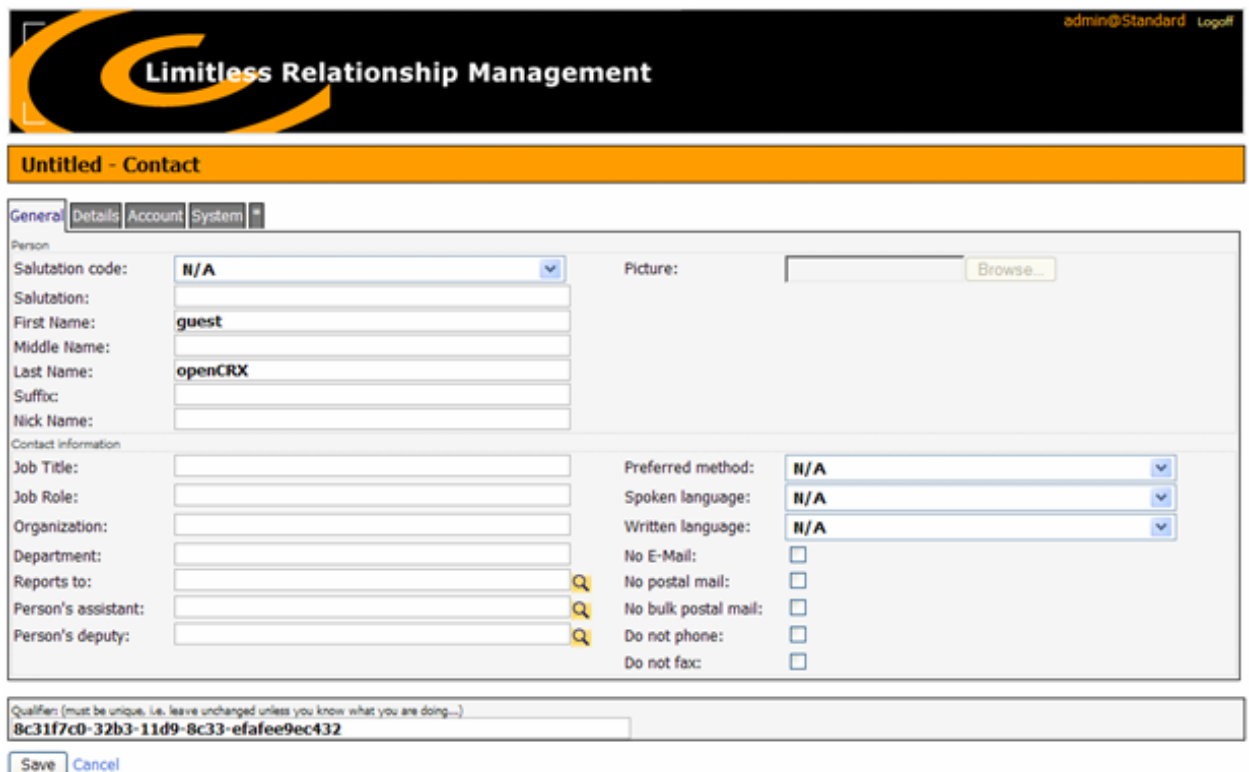 admin@Standard Logoff
Limitless Relationship Management
Untitled - Contact
General Details Account System *
Person
Salutation code: N/A Picture: Browse...
Salutation:
First Name: guest
Middle Name:
Last Name: openCRX
Suffix:
Nick Name:
Contact information
Job Title: Preferred method: N/A
Job Role: Spoken language: N/A
Organization: Written language: N/A
Department: No E-Mail:
Reports to: No postal mail:
Person's assistant: No bulk postal mail:
Person's deputy: Do not phone:
Do not fax:
Qualifier: (must be unique, i.e. leave unchanged unless you know what you are doing...)
8c31f7c0-32b3-11d9-8c33-efafee9ec432
Save Cancel